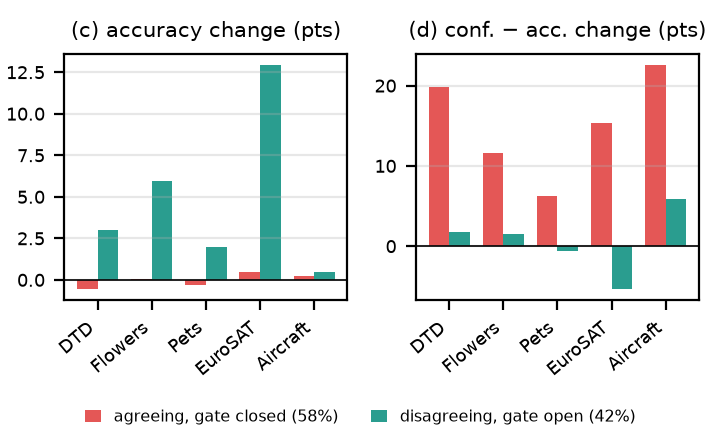 (c) accuracy change (pts)
12.5
10.0
7.5
5.0
2.5
0.0
DTD
Flowers
Pets
EuroSAT
Aircraft
(d) conf. − acc. change (pts)
20
10
0
DTD
Flowers
Pets
EuroSAT
Aircraft
agreeing, gate closed (58%)
disagreeing, gate open (42%)